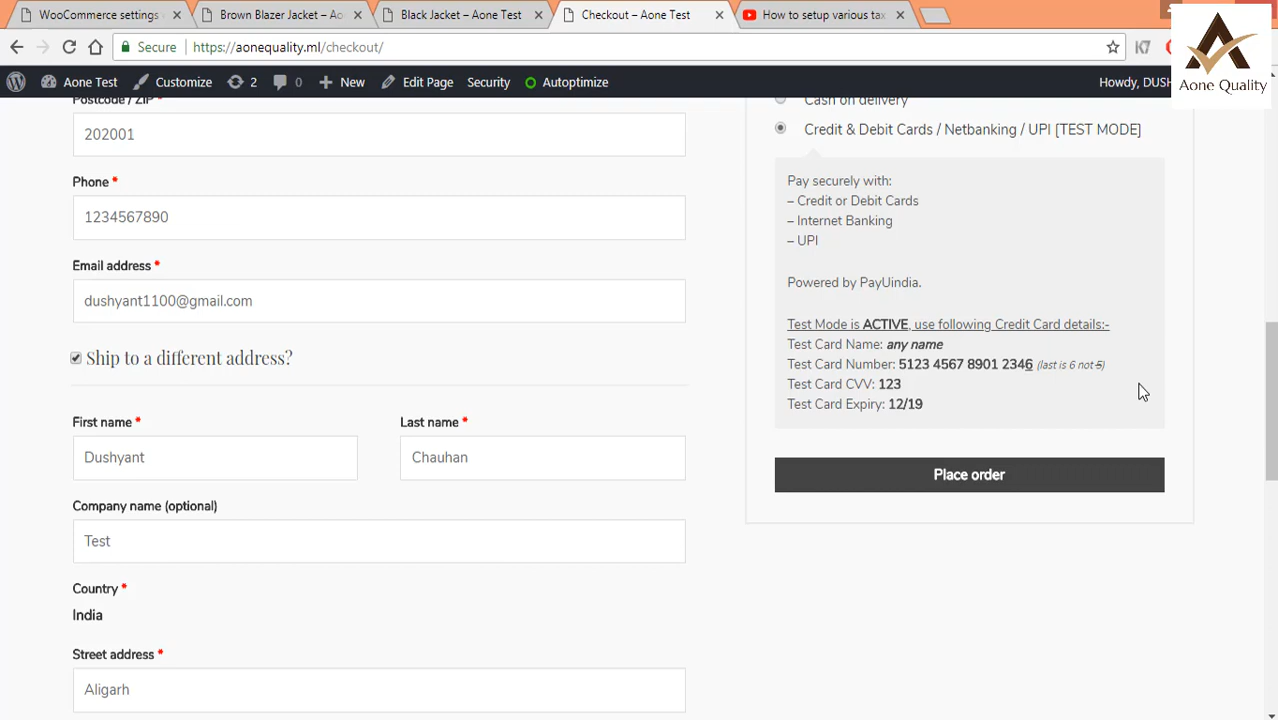 WooCommerce settings
Brown Blazer Jacket – Ao
Black Jacket – Aone Test
Checkout – Aone Test
How to setup various tax
Secure
https://aonequality.ml/checkout/
Aone Quality
Aone Test
Customize
2
0
New
Edit Page
Security
Autoptimize
Howdy, DUSH
Postcode / ZIP *
202001
Phone *
1234567890
Email address *
dushyant1100@gmail.com
Ship to a different address?
First name *
Last name *
Dushyant
Chauhan
Company name (optional)
Test
Country *
India
Street address *
Aligarh
Cash on delivery
Credit & Debit Cards / Netbanking / UPI [TEST MODE]
Pay securely with:
– Credit or Debit Cards
– Internet Banking
– UPI
Powered by PayUindia.
Test Mode is ACTIVE, use following Credit Card details:-
Test Card Name: any name
Test Card Number: 5123 4567 8901 2346 (last is 6 not 5)
Test Card CVV: 123
Test Card Expiry: 12/19
Place order